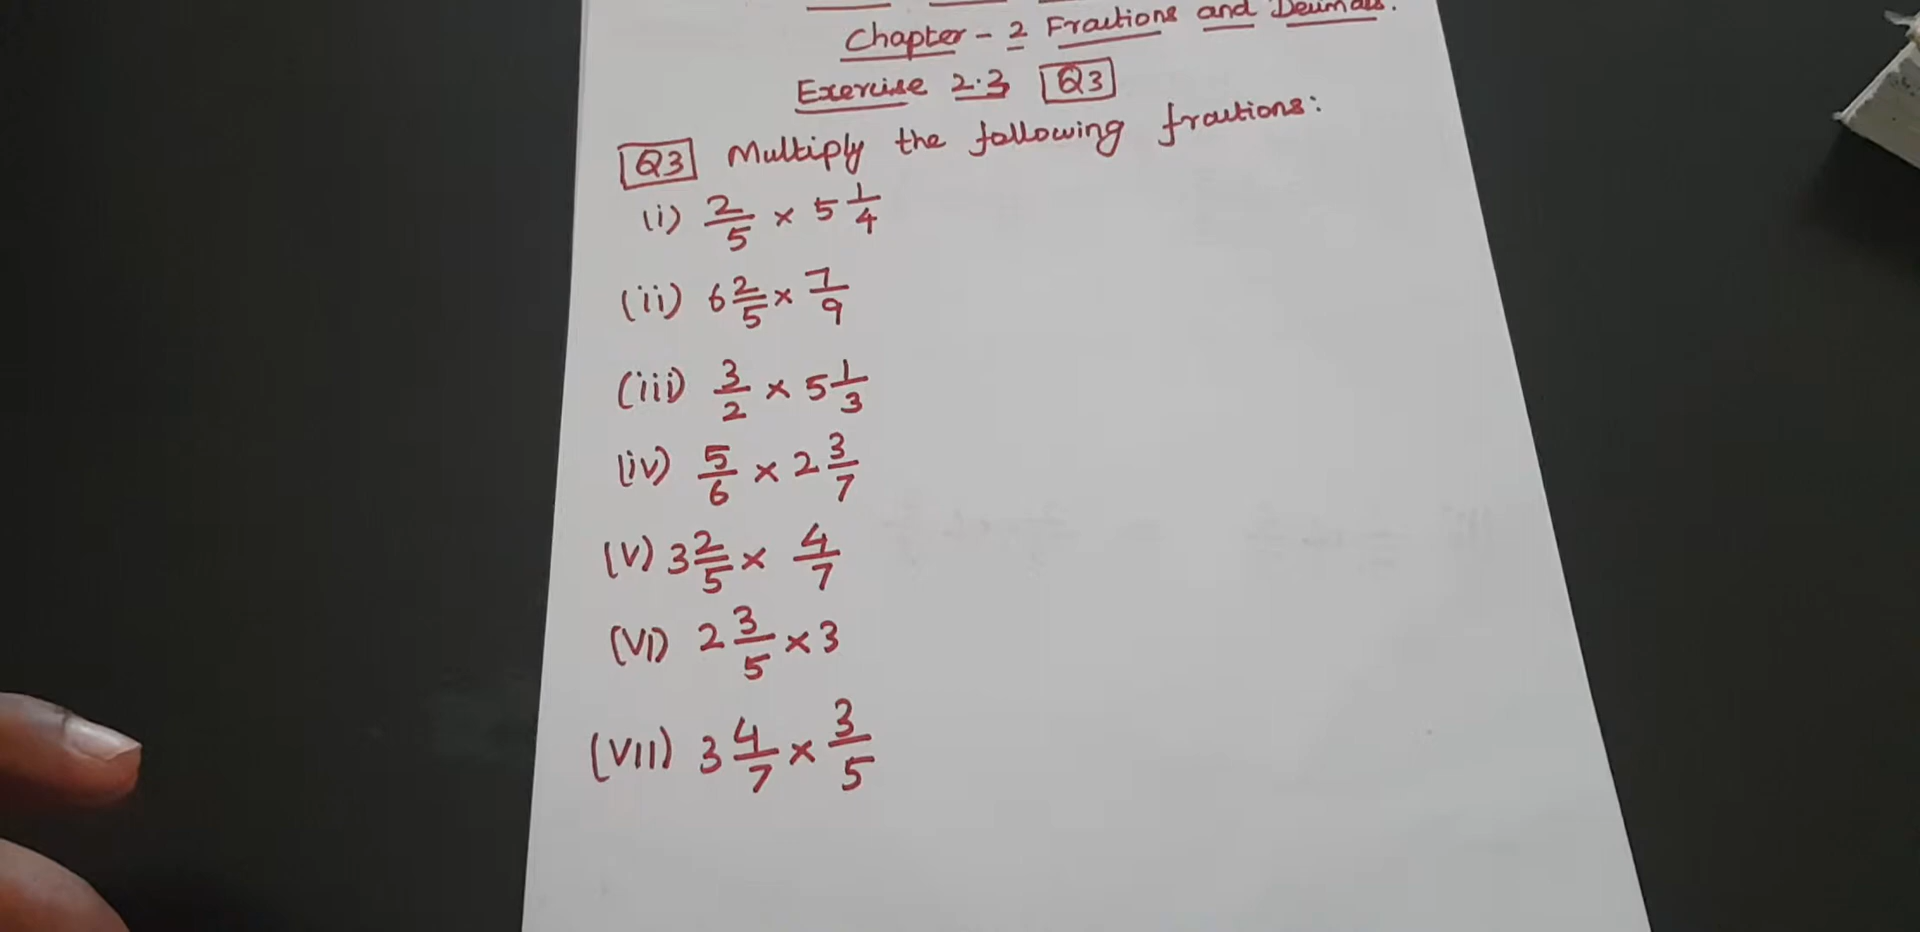 Chapter - 2 Fractions and Decimals.
Exercise 2.3 Q3
Q3 Multiply the following fractions:
(i) 2/5 × 5 1/4
(ii) 6 2/5 × 7/9
(iii) 3/2 × 5 1/3
(iv) 5/6 × 2 3/7
(V) 3 2/5 × 4/7
(VI) 2 3/5 × 3
(VII) 3 4/7 × 3/5